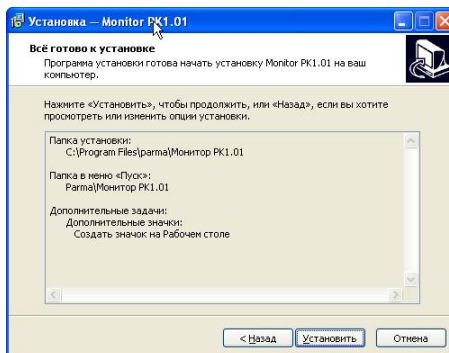 Установка — Monitor PK1.01
Всё готово к установке
Программа установки готова начать установку Monitor PK1.01 на ваш
компьютер.
Нажмите «Установить», чтобы продолжить, или «Назад», если вы хотите
просмотреть или изменить опции установки.
Папка установки:
C:\Program Files\parma\Монитор РК1.01
Папка в меню «Пуск»:
Parma\Монитор РК1.01
Дополнительные задачи:
Дополнительные значки:
Создать значок на Рабочем столе
< Назад
Установить
Отмена